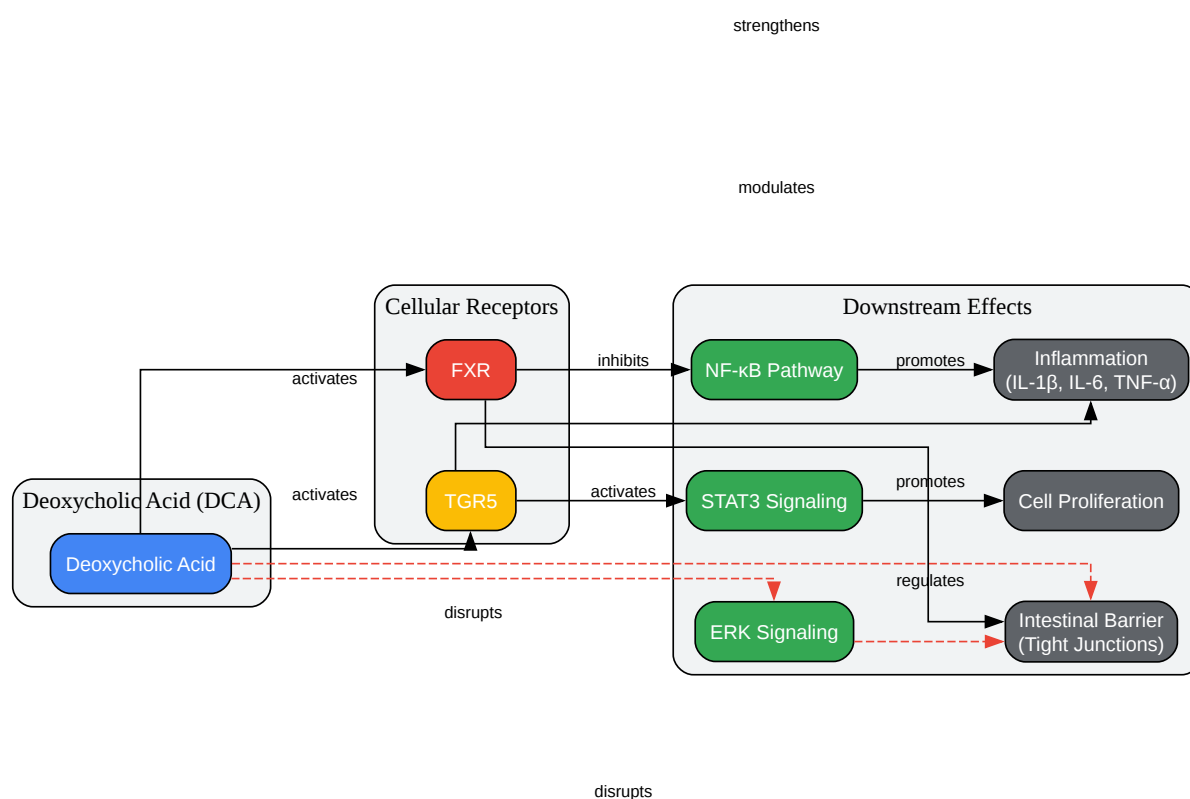 strengthens
modulates
Cellular Receptors
Downstream Effects
FXR
inhibits
NF-κB Pathway
promotes
Inflammation
(IL-1β, IL-6, TNF-α)
activates
Deoxycholic Acid (DCA)
activates
TGR5
activates
STAT3 Signaling
promotes
Cell Proliferation
Deoxycholic Acid
regulates
disrupts
ERK Signaling
Intestinal Barrier
(Tight Junctions)
disrupts